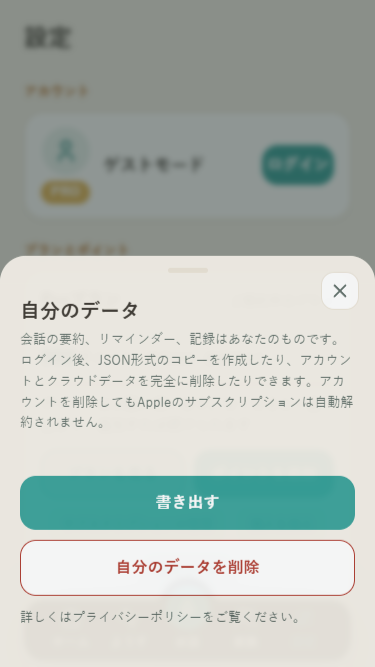 設定
アカウント
ゲストモード
ログイン
自分のデータ
会話の要約、リマインダー、記録はあなたのものです。
ログイン後、JSON形式のコピーを作成したり、アカウン
トとクラウドデータを完全に削除したりできます。アカ
ウントを削除してもAppleのサブスクリプションは自動解
約されません。
書き出す
自分のデータを削除
詳しくはプライバシーポリシーをご覧ください。